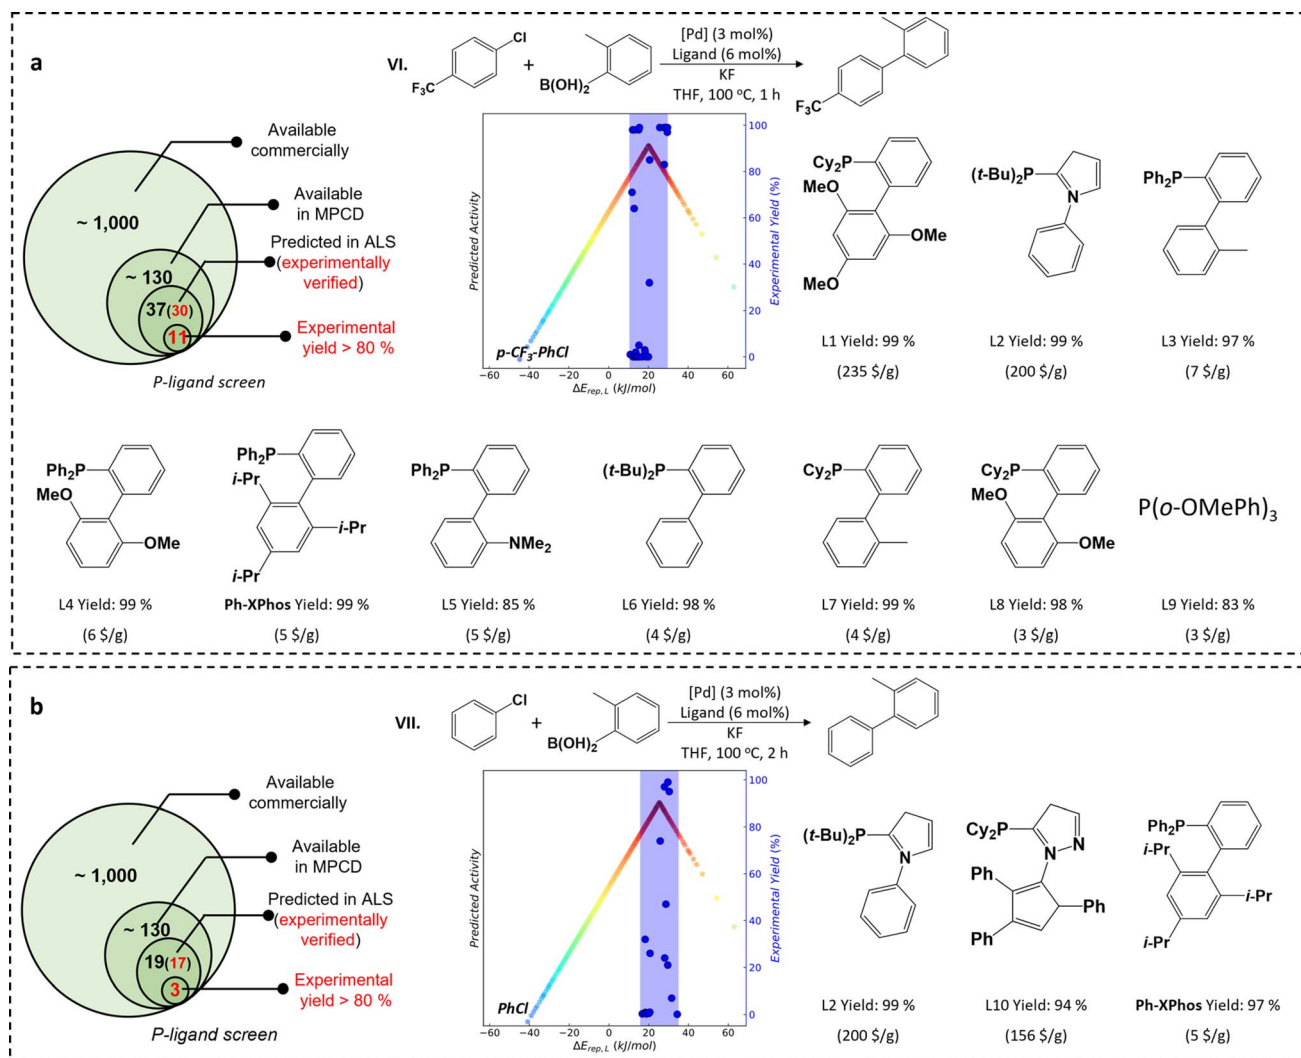 a
VI.
Cl
F₃C
+
B(OH)₂
[Pd] (3 mol%)
Ligand (6 mol%)
KF
THF, 100 °C, 1 h
F₃C
Available
commercially
Available
in MPCD
Predicted in ALS
(experimentally
verified)
Experimental
yield > 80 %
~ 1,000
~ 130
37(30)
11
P-ligand screen
Predicted Activity
p-CF₃-PhCl
−60
−40
−20
0
20
40
60
ΔE_rep,L (kJ/mol)
100
80
60
40
20
0
Experimental Yield (%)
Cy₂P
MeO
OMe
MeO
L1 Yield: 99 %
(235 $/g)
(t-Bu)₂P
N
L2 Yield: 99 %
(200 $/g)
Ph₂P
L3 Yield: 97 %
(7 $/g)
Ph₂P
MeO
OMe
L4 Yield: 99 %
(6 $/g)
Ph₂P
i-Pr
i-Pr
i-Pr
Ph-XPhos Yield: 99 %
(5 $/g)
Ph₂P
NMe₂
L5 Yield: 85 %
(5 $/g)
(t-Bu)₂P
L6 Yield: 98 %
(4 $/g)
Cy₂P
L7 Yield: 99 %
(4 $/g)
Cy₂P
MeO
OMe
L8 Yield: 98 %
(3 $/g)
P(o-OMePh)₃
L9 Yield: 83 %
(3 $/g)
b
VII.
Cl
+
B(OH)₂
[Pd] (3 mol%)
Ligand (6 mol%)
KF
THF, 100 °C, 2 h
Available
commercially
Available
in MPCD
Predicted in ALS
(experimentally
verified)
Experimental
yield > 80 %
~ 1,000
~ 130
19(17)
3
P-ligand screen
Predicted Activity
PhCl
−60
−40
−20
0
20
40
60
ΔE_rep,L (kJ/mol)
100
80
60
40
20
0
Experimental Yield (%)
(t-Bu)₂P
N
L2 Yield: 99 %
(200 $/g)
Cy₂P
N
N
Ph
Ph
Ph
L10 Yield: 94 %
(156 $/g)
Ph₂P
i-Pr
i-Pr
i-Pr
Ph-XPhos Yield: 97 %
(5 $/g)